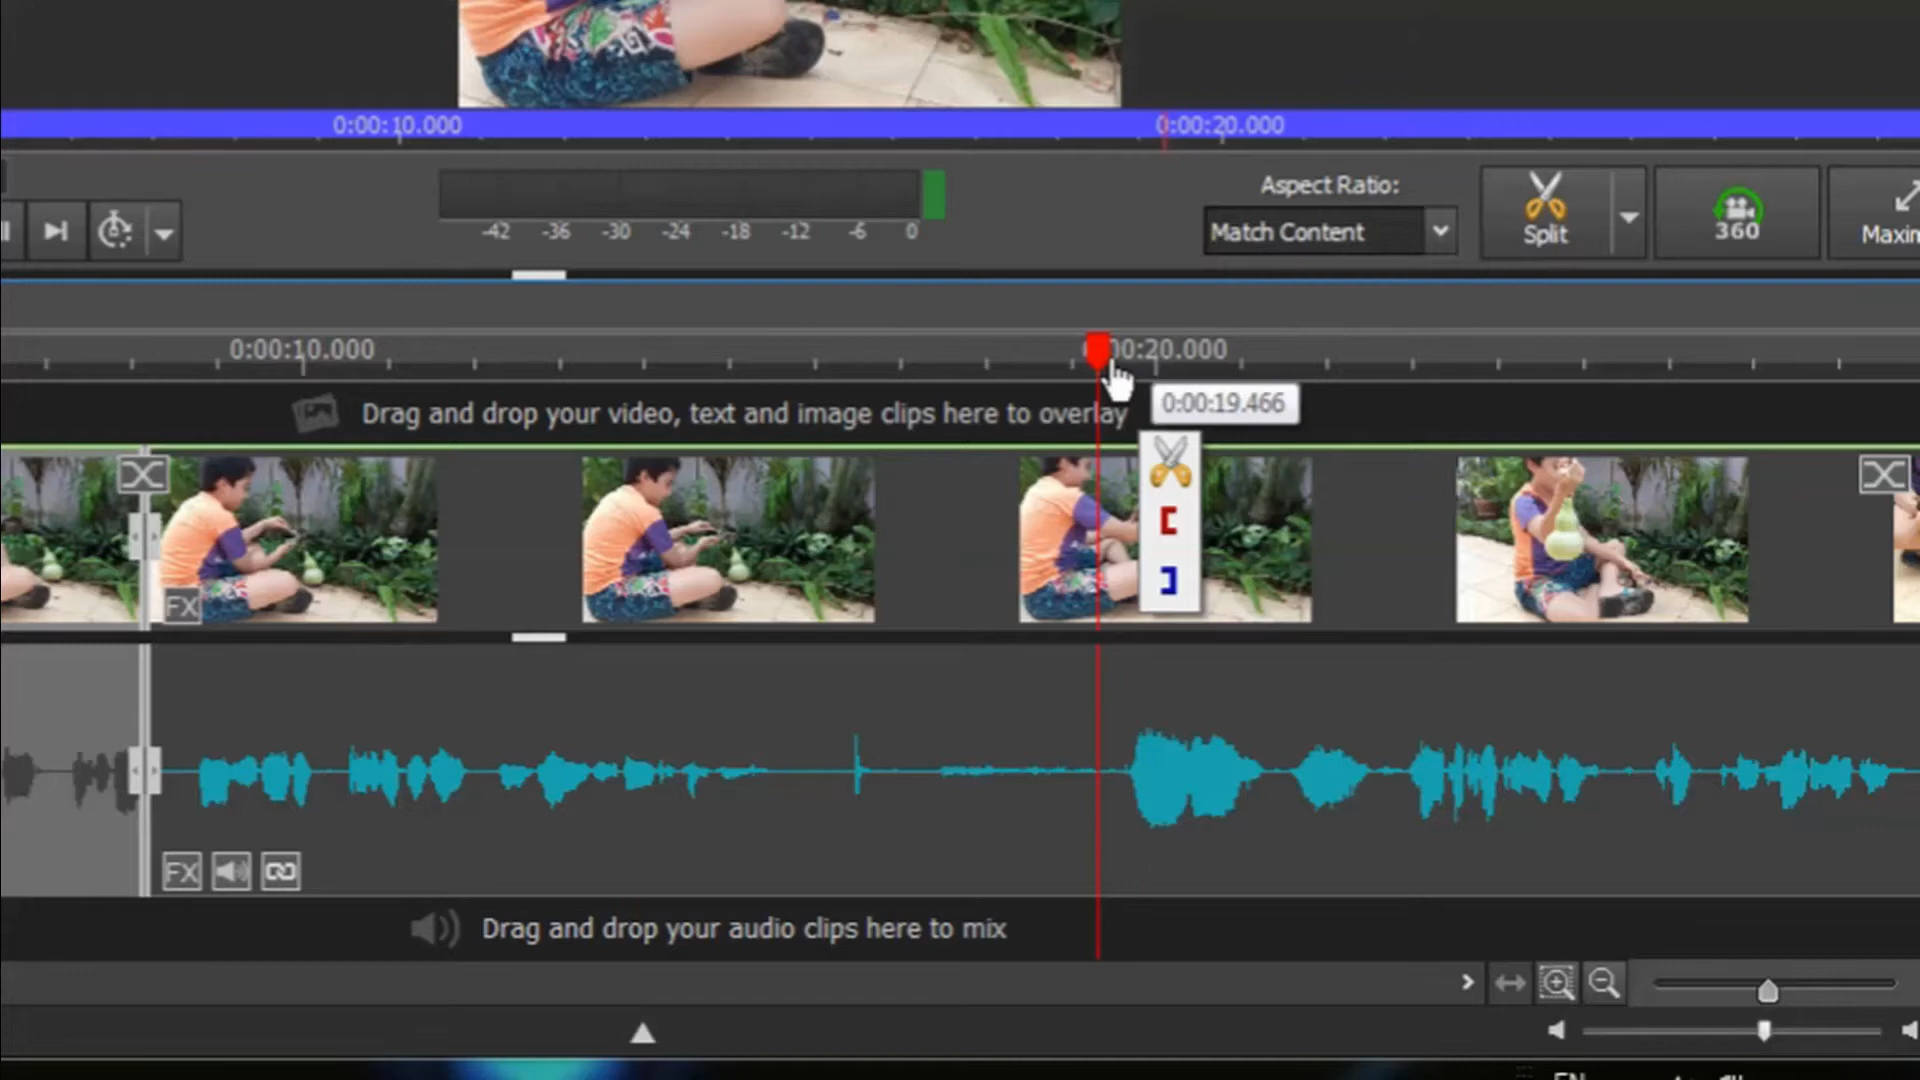 0:00:10.000 0:00:20.000
Aspect Ratio:
-42 -36 -30 -24 -18 -12 -6 0
Match Content
Split
360
0:00:10.000 0:00:20.000
Drag and drop your video, text and image clips here to overlay
0:00:19.466
FX
FX
Drag and drop your audio clips here to mix